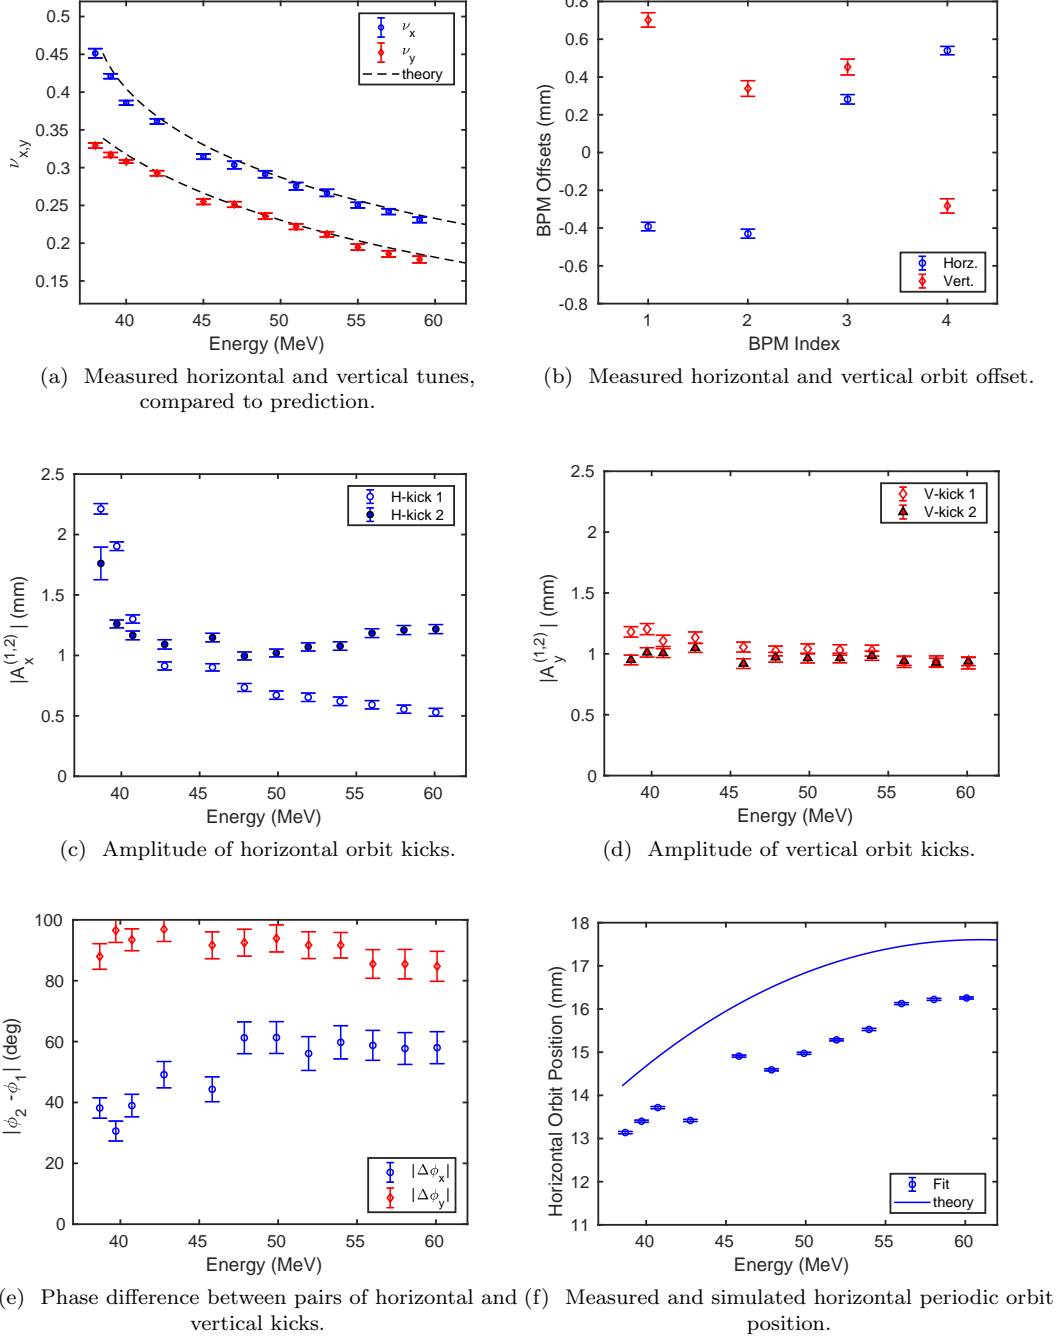 0.5
0.45
0.4
0.35
0.3
0.25
0.2
0.15
ν x,y
40 45 50 55 60
Energy (MeV)
ν x
ν y
theory
(a) Measured horizontal and vertical tunes,
compared to prediction.
0.8
0.6
0.4
0.2
0
-0.2
-0.4
-0.6
-0.8
BPM Offsets (mm)
1 2 3 4
BPM Index
Horz.
Vert.
(b) Measured horizontal and vertical orbit offset.
2.5
2
1.5
1
0.5
0
|A x (1,2) | (mm)
40 45 50 55 60
Energy (MeV)
H-kick 1
H-kick 2
(c) Amplitude of horizontal orbit kicks.
2.5
2
1.5
1
0.5
0
|A y (1,2) | (mm)
40 45 50 55 60
Energy (MeV)
V-kick 1
V-kick 2
(d) Amplitude of vertical orbit kicks.
100
80
60
40
20
0
|ϕ 2 -ϕ 1 | (deg)
40 45 50 55 60
Energy (MeV)
|Δϕ x |
|Δϕ y |
(e) Phase difference between pairs of horizontal and
vertical kicks.
18
17
16
15
14
13
12
11
Horizontal Orbit Position (mm)
40 45 50 55 60
Energy (MeV)
Fit
theory
(f) Measured and simulated horizontal periodic orbit
position.